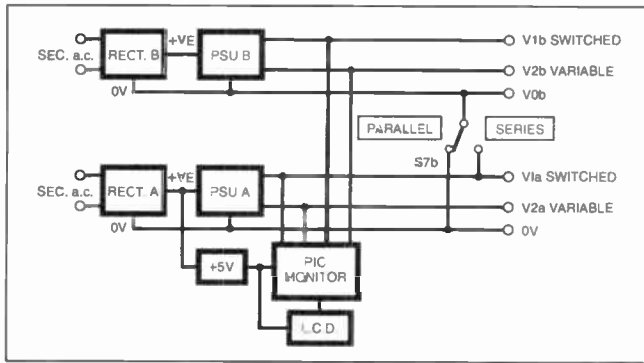 V1b SWITCHED
SEC. a.c.
RECT. B
+VE
PSU B
V2b VARIABLE
0V
V0b
PARALLEL
SERIES
S7b
V1a SWITCHED
SEC. a.c.
RECT. A
+VE
PSU A
V2a VARIABLE
0V
0V
+5V
PIC
MONITOR
L.C.D.